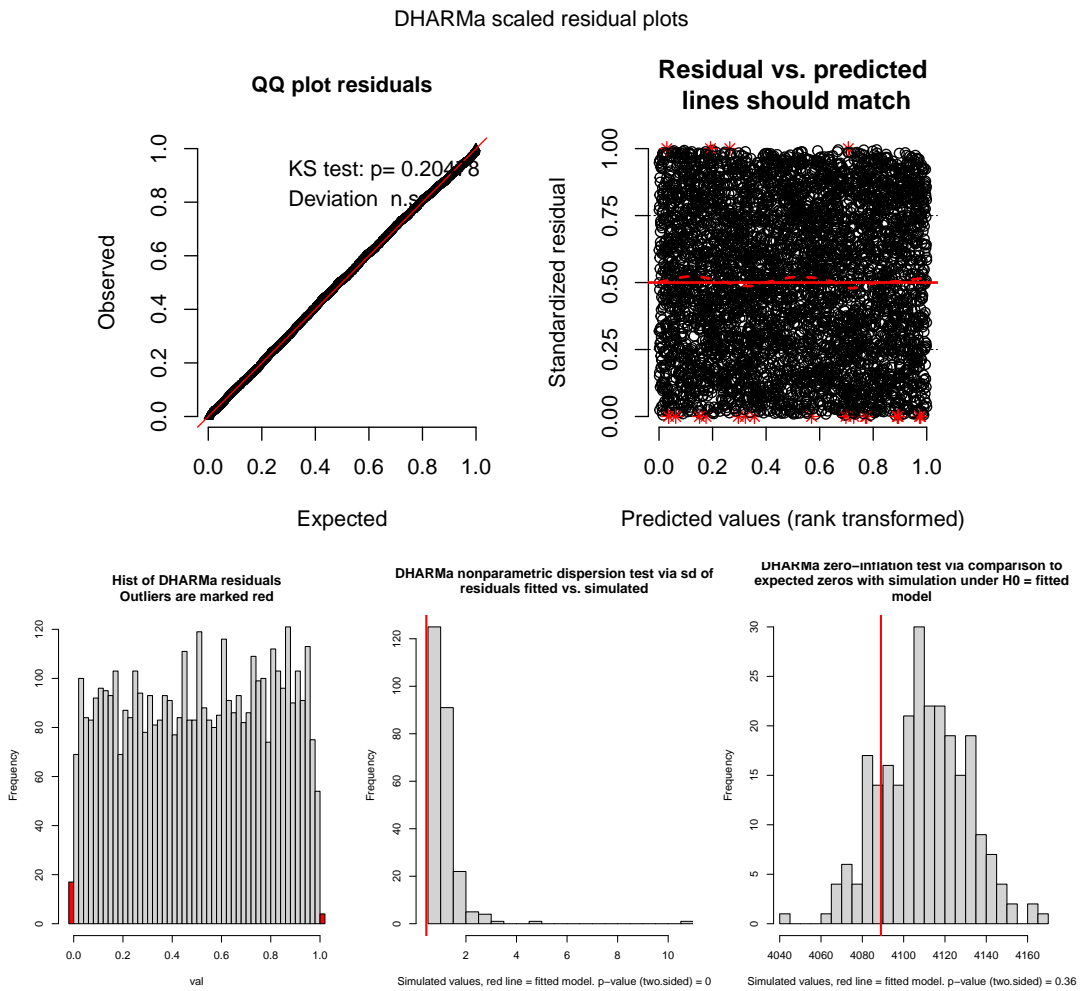 DHARMa scaled residual plots
QQ plot residuals
KS test: p= 0.20478
Deviation n.s.
Observed
0.0 0.2 0.4 0.6 0.8 1.0
0.0 0.2 0.4 0.6 0.8 1.0
Expected
Residual vs. predicted
lines should match
Standardized residual
0.00 0.25 0.50 0.75 1.00
0.0 0.2 0.4 0.6 0.8 1.0
Predicted values (rank transformed)
Hist of DHARMa residuals
Outliers are marked red
Frequency
0 20 40 60 80 100 120
0.0 0.2 0.4 0.6 0.8 1.0
val
DHARMa nonparametric dispersion test via sd of
residuals fitted vs. simulated
Frequency
0 20 40 60 80 100 120
2 4 6 8 10
Simulated values, red line = fitted model. p−value (two.sided) = 0
DHARMa zero−inflation test via comparison to
expected zeros with simulation under H0 = fitted
model
Frequency
0 5 10 15 20 25 30
4040 4060 4080 4100 4120 4140 4160
Simulated values, red line = fitted model. p−value (two.sided) = 0.36